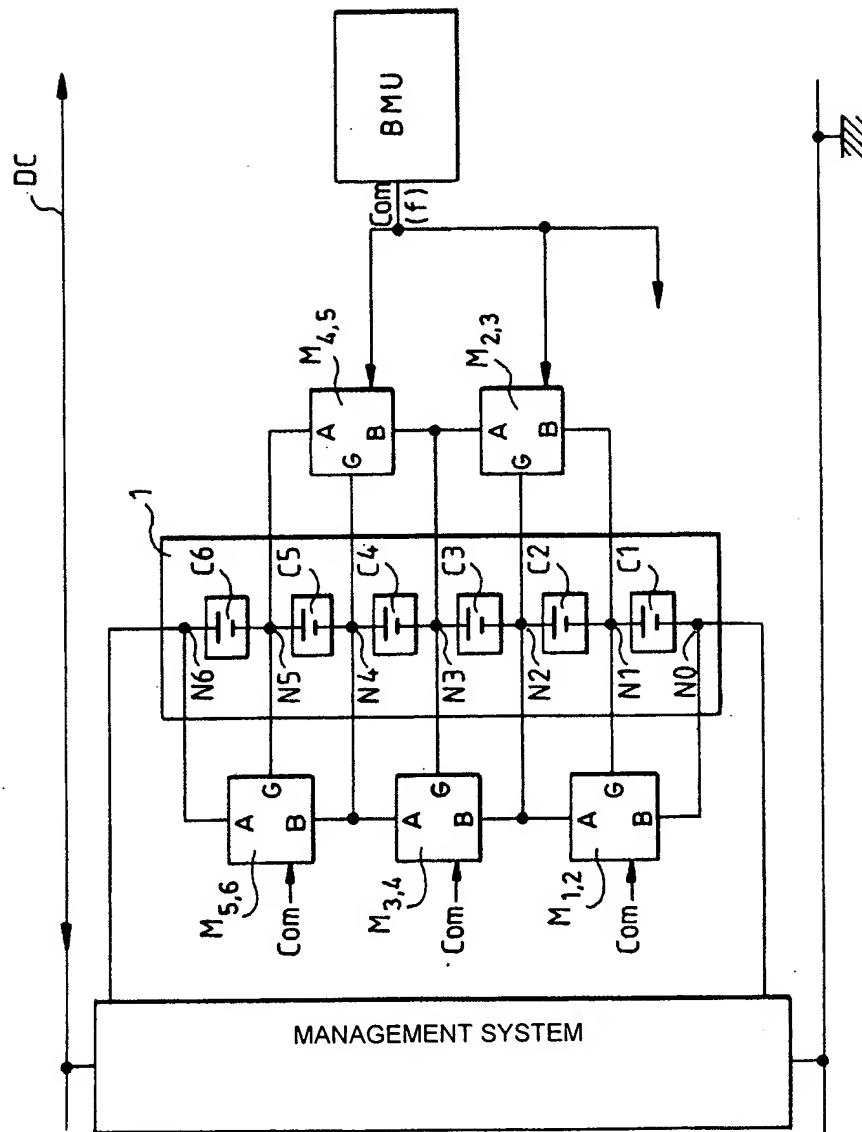 DC
BMU
Com
(f)
M4,5
A
G
B
M2,3
A
G
B
1
C6
C5
C4
C3
C2
C1
N6
N5
N4
N3
N2
N1
N0
A
G
B
A
G
B
A
G
B
M5,6
Com
M3,4
Com
M1,2
Com
MANAGEMENT SYSTEM